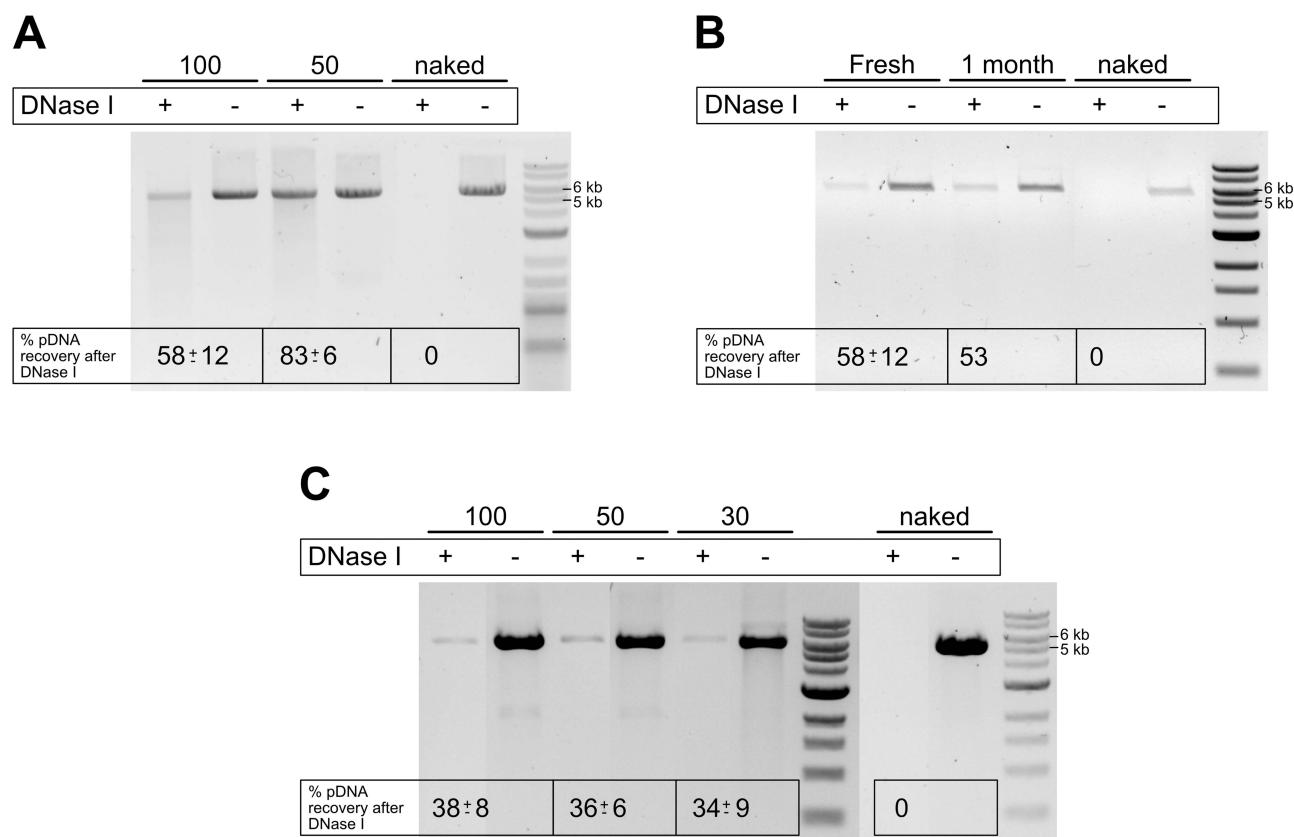 A
100 50 naked
DNase I + - + - + -
6 kb
5 kb
% pDNA
recovery after
DNase I
58±12 83±6 0
B
Fresh 1 month naked
DNase I + - + - + -
6 kb
5 kb
% pDNA
recovery after
DNase I
58±12 53 0
C
100 50 30 naked
DNase I + - + - + - + -
6 kb
5 kb
% pDNA
recovery after
DNase I
38±8 36±6 34±9 0